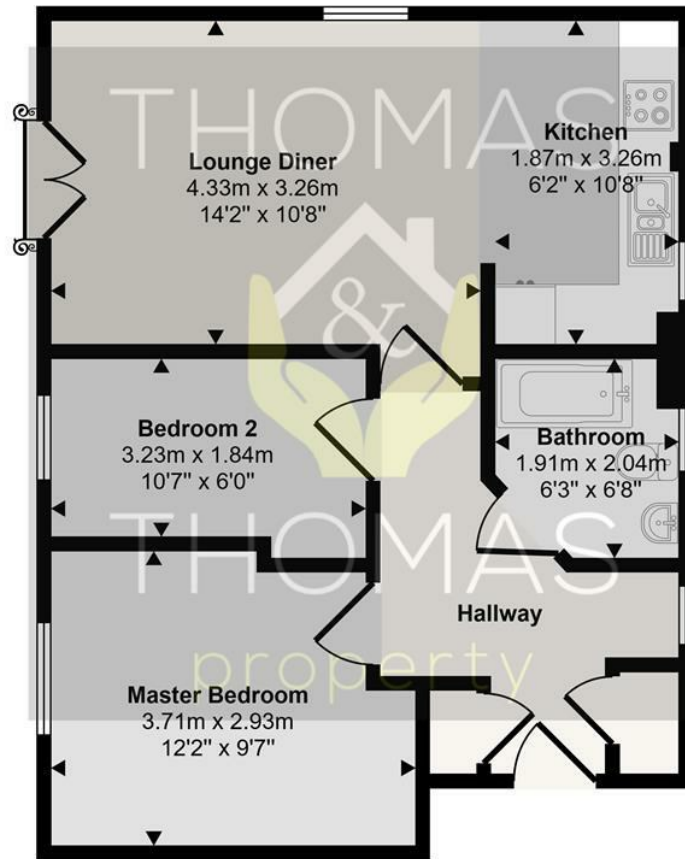 THOMAS
Lounge Diner
4.33m x 3.26m
14'2" x 10'8"
Kitchen
1.87m x 3.26m
6'2" x 10'8"
&
Bedroom 2
3.23m x 1.84m
10'7" x 6'0"
Bathroom
1.91m x 2.04m
6'3" x 6'8"
THOMAS
Hallway
property
Master Bedroom
3.71m x 2.93m
12'2" x 9'7"